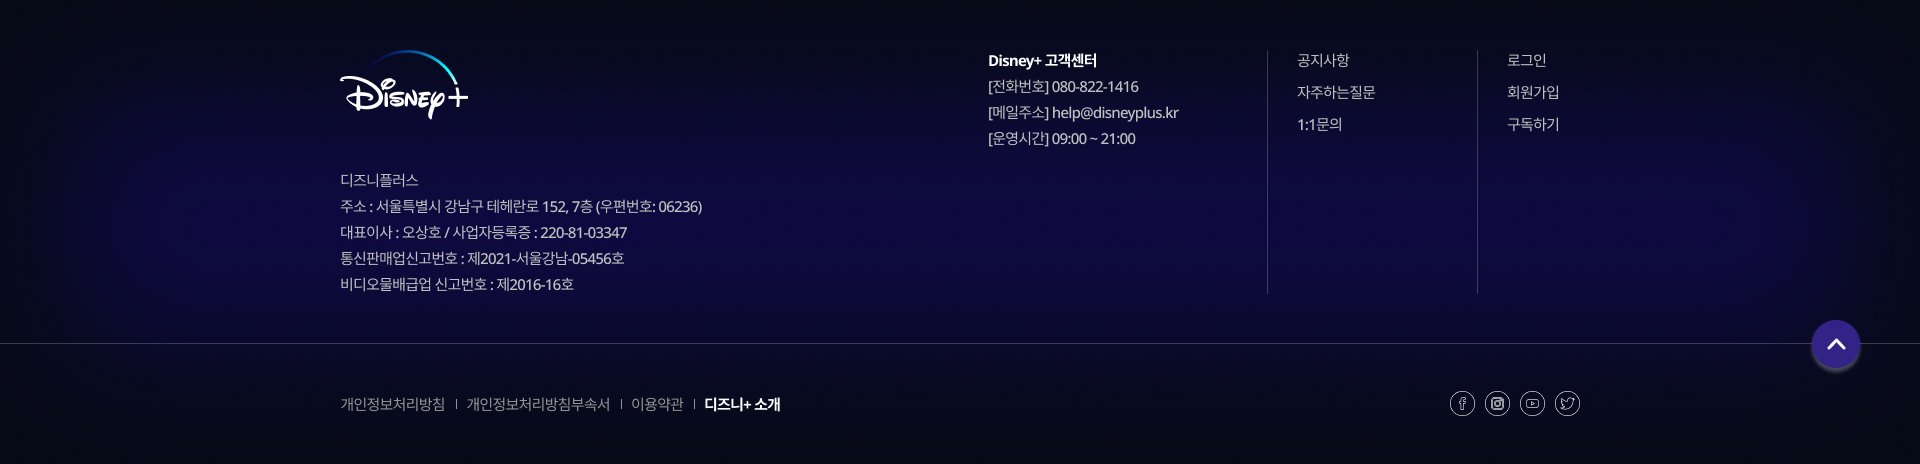 Disney+
디즈니플러스
주소 : 서울특별시 강남구 테헤란로 152, 7층 (우편번호: 06236)
대표이사 : 오상호 / 사업자등록증 : 220-81-03347
통신판매업신고번호 : 제2021-서울강남-05456호
비디오물배급업 신고번호 : 제2016-16호
Disney+ 고객센터
[전화번호] 080-822-1416
[메일주소] help@disneyplus.kr
[운영시간] 09:00 ~ 21:00
공지사항
자주하는질문
1:1문의
로그인
회원가입
구독하기
개인정보처리방침 | 개인정보처리방침부속서 | 이용약관 | 디즈니+ 소개